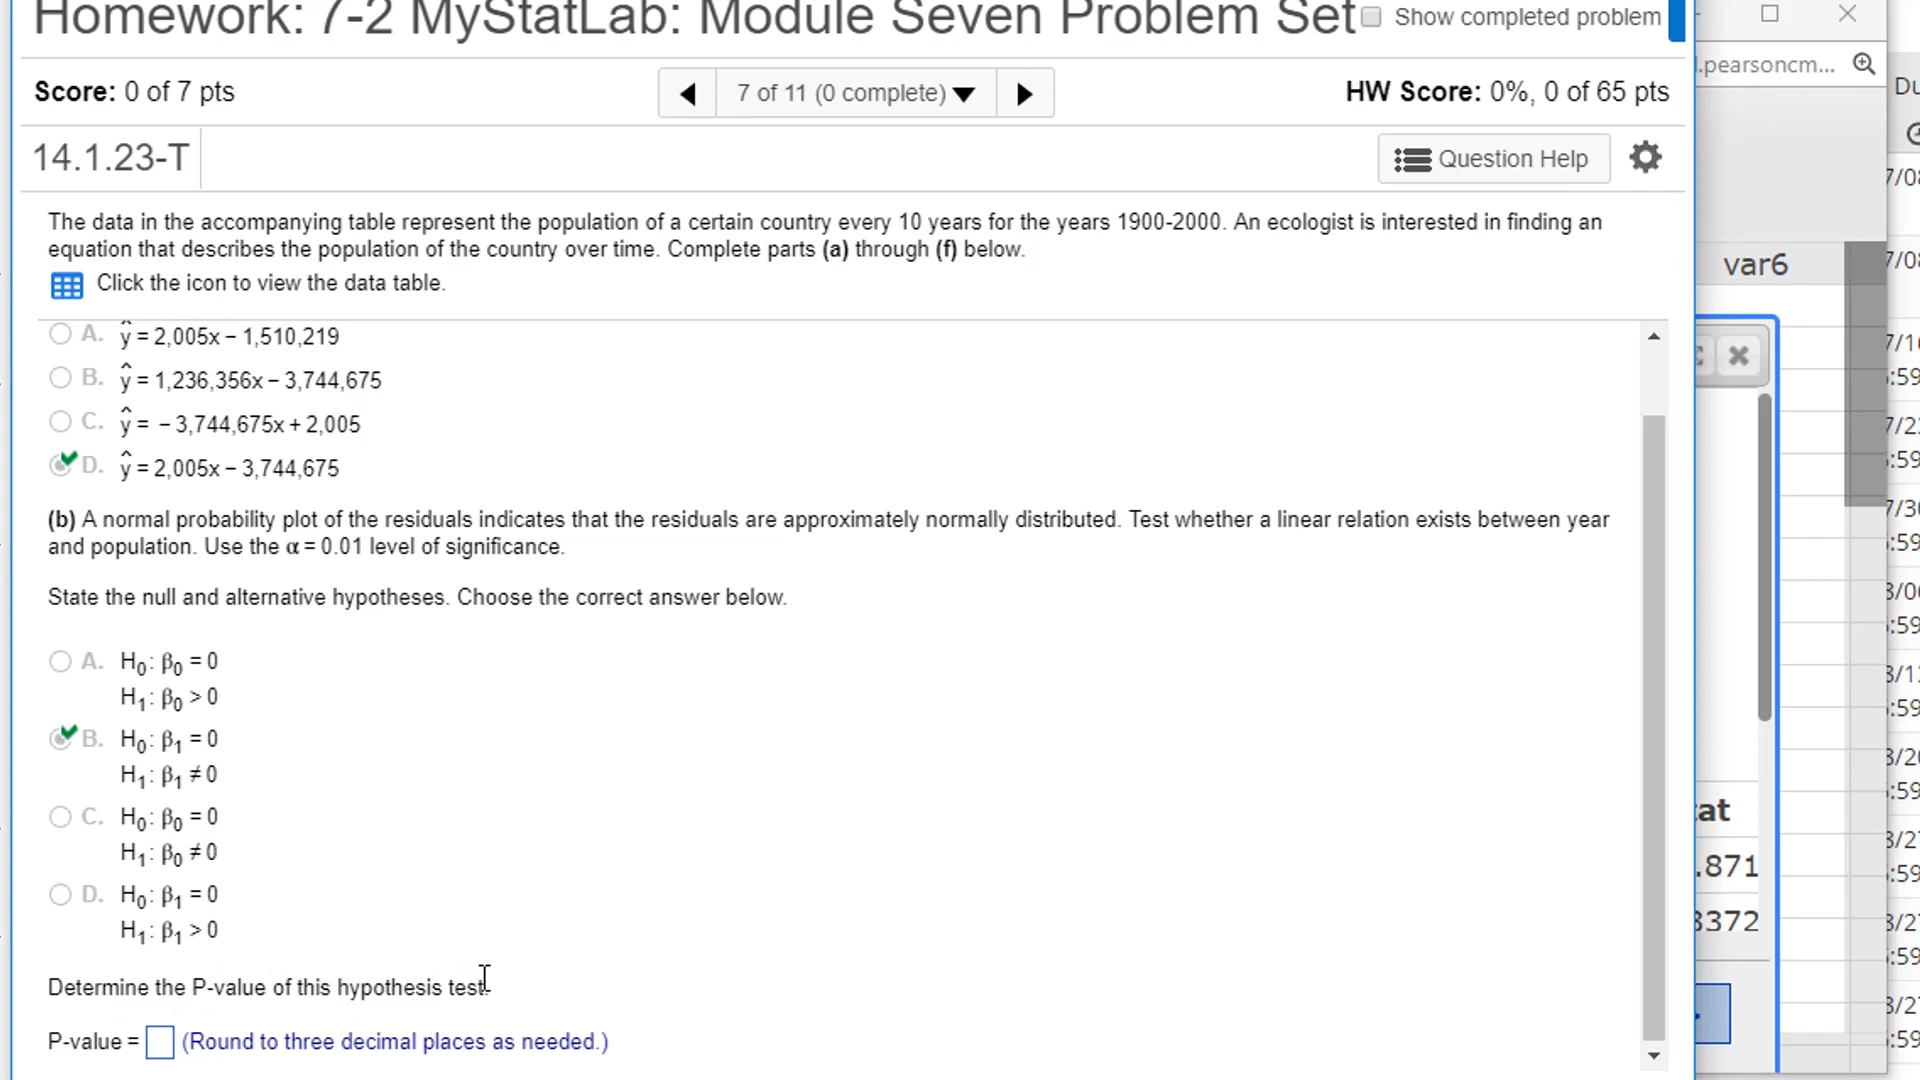 Homework: 7-2 MyStatLab: Module Seven Problem Set
Show completed problem
.pearsoncm...
Score: 0 of 7 pts
7 of 11 (0 complete)
HW Score: 0%, 0 of 65 pts
14.1.23-T
Question Help
The data in the accompanying table represent the population of a certain country every 10 years for the years 1900-2000. An ecologist is interested in finding an
equation that describes the population of the country over time. Complete parts (a) through (f) below.
Click the icon to view the data table.
var6
A. ŷ = 2,005x − 1,510,219
B. ŷ = 1,236,356x − 3,744,675
C. ŷ = − 3,744,675x + 2,005
D. ŷ = 2,005x − 3,744,675
(b) A normal probability plot of the residuals indicates that the residuals are approximately normally distributed. Test whether a linear relation exists between year
and population. Use the α = 0.01 level of significance.
State the null and alternative hypotheses. Choose the correct answer below.
A. H₀: β₀ = 0
H₁: β₀ > 0
B. H₀: β₁ = 0
H₁: β₁ ≠ 0
C. H₀: β₀ = 0
H₁: β₀ ≠ 0
D. H₀: β₁ = 0
H₁: β₁ > 0
tat
.871
3372
Determine the P-value of this hypothesis test.
P-value = (Round to three decimal places as needed.)